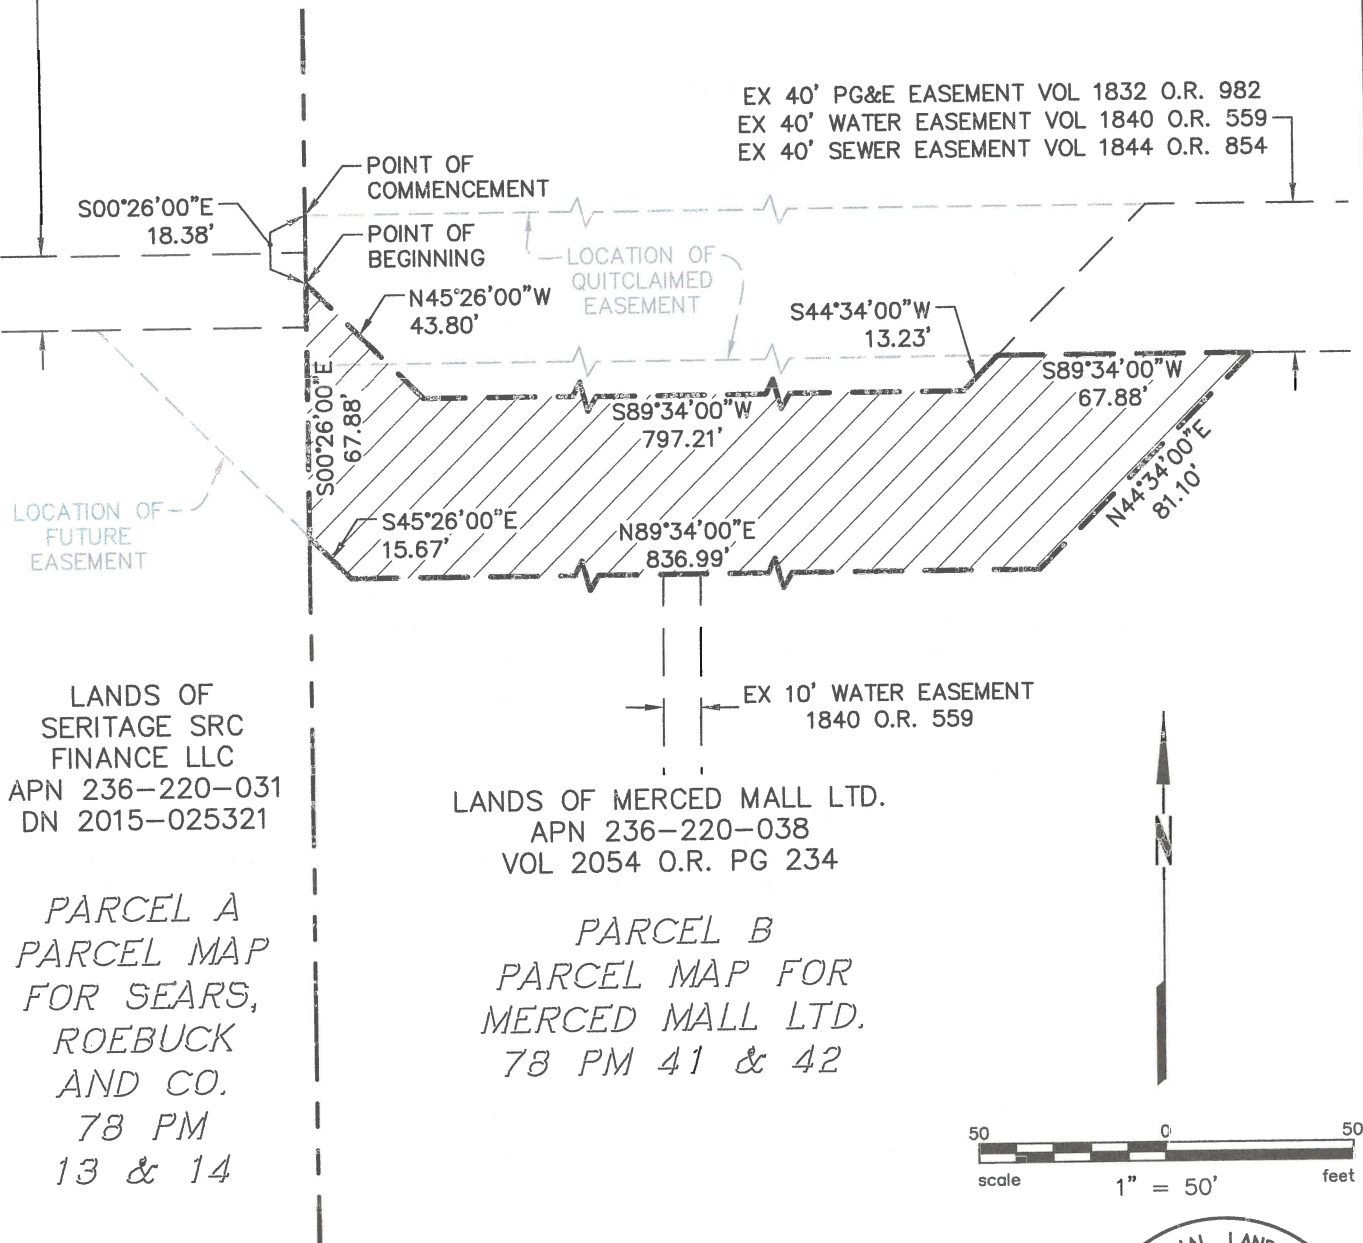 EX 40' PG&E EASEMENT VOL 1832 O.R. 982
EX 40' WATER EASEMENT VOL 1840 O.R. 559
EX 40' SEWER EASEMENT VOL 1844 O.R. 854
POINT OF
COMMENCEMENT
S00°26'00"E
18.38'
POINT OF
BEGINNING
LOCATION OF
QUITCLAIMED
EASEMENT
N45°26'00"W
43.80'
S44°34'00"W
13.23'
S89°34'00"W
67.88'
S00°26'00"E
67.88'
S89°34'00"W
797.21'
N44°34'00"E
81.10'
LOCATION OF
FUTURE
EASEMENT
S45°26'00"E
15.67'
N89°34'00"E
836.99'
EX 10' WATER EASEMENT
1840 O.R. 559
LANDS OF
SERITAGE SRC
FINANCE LLC
APN 236-220-031
DN 2015-025321
LANDS OF MERCED MALL LTD.
APN 236-220-038
VOL 2054 O.R. PG 234
N
PARCEL A
PARCEL MAP
FOR SEARS,
ROEBUCK
AND CO.
78 PM
13 & 14
PARCEL B
PARCEL MAP FOR
MERCED MALL LTD.
78 PM 41 & 42
50 0 50
scale feet
1" = 50'
LAND